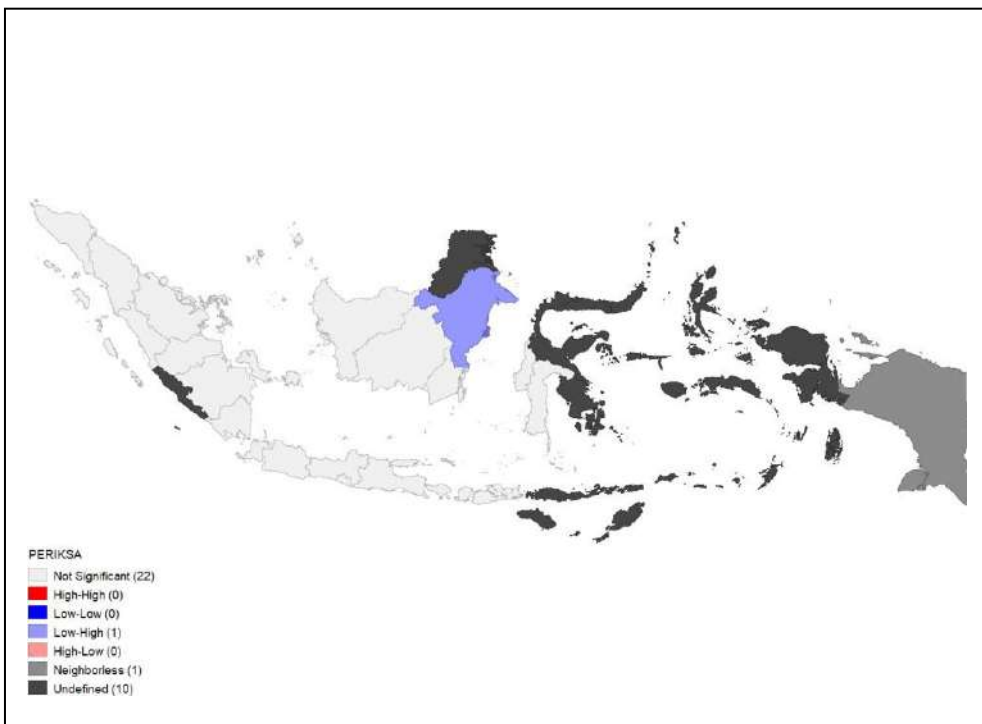 PERIKSA
Not Significant (22)
High-High (0)
Low-Low (0)
Low-High (1)
High-Low (0)
Neighborless (1)
Undefined (10)